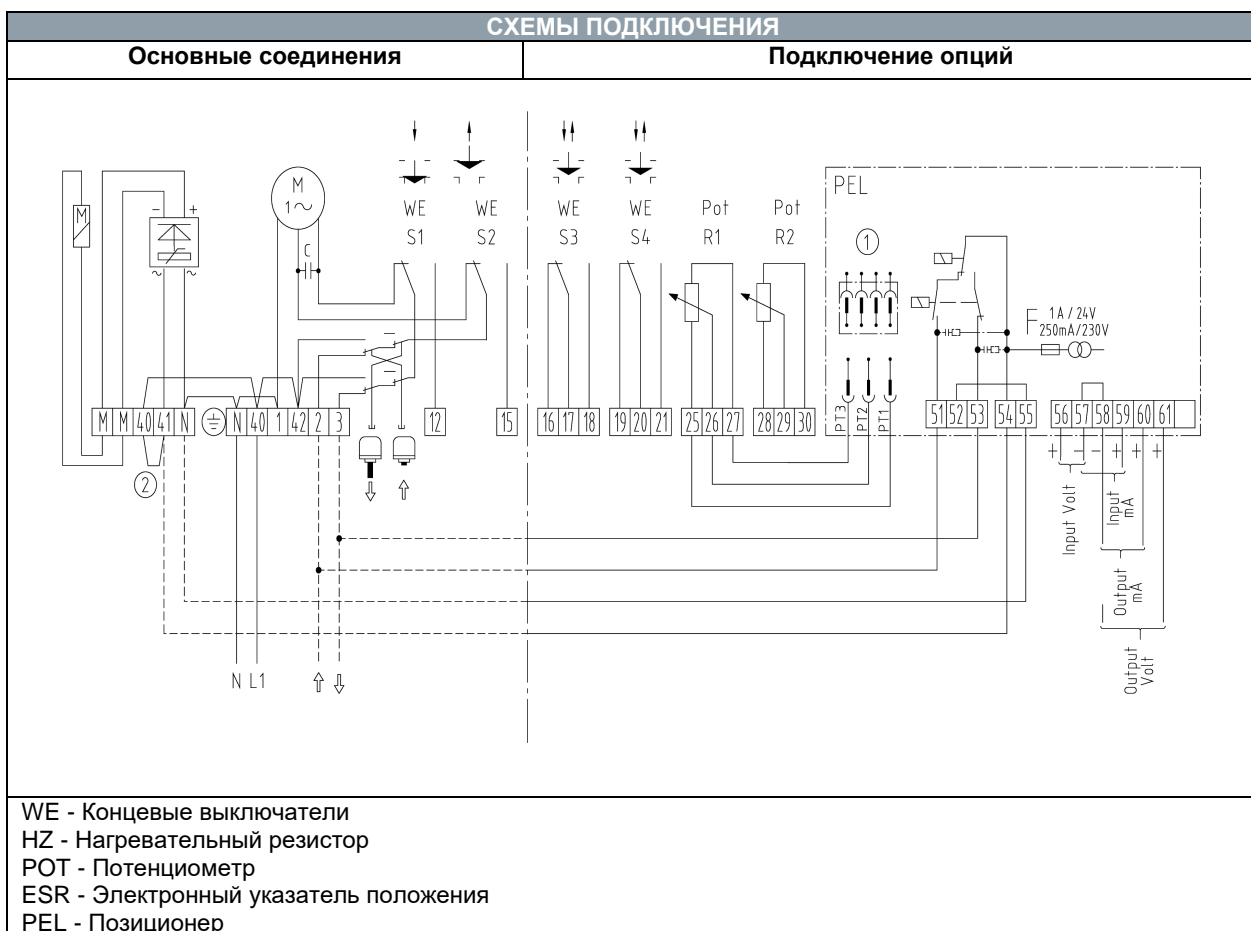 СХЕМЫ ПОДКЛЮЧЕНИЯ
Основные соединения
Подключение опций
M
M
1~
C
WE
S1
WE
S2
WE
S3
WE
S4
Pot
R1
Pot
R2
PEL
1
F 1A / 24V
250mA/230V
- +
~ ~
M M 40 41 N
N 40 1 42 2 3
12
15
16 17 18
19 20 21
25 26 27
28 29 30
PT3
PT2
PT1
51 52 53
54 55
56 57 58 59 60 61
+ - - + + +
2
Input Volt
Input
mA
Output
mA
Output
Volt
N L1
WE - Концевые выключатели
HZ - Нагревательный резистор
POT - Потенциометр
ESR - Электронный указатель положения
PEL - Позиционер